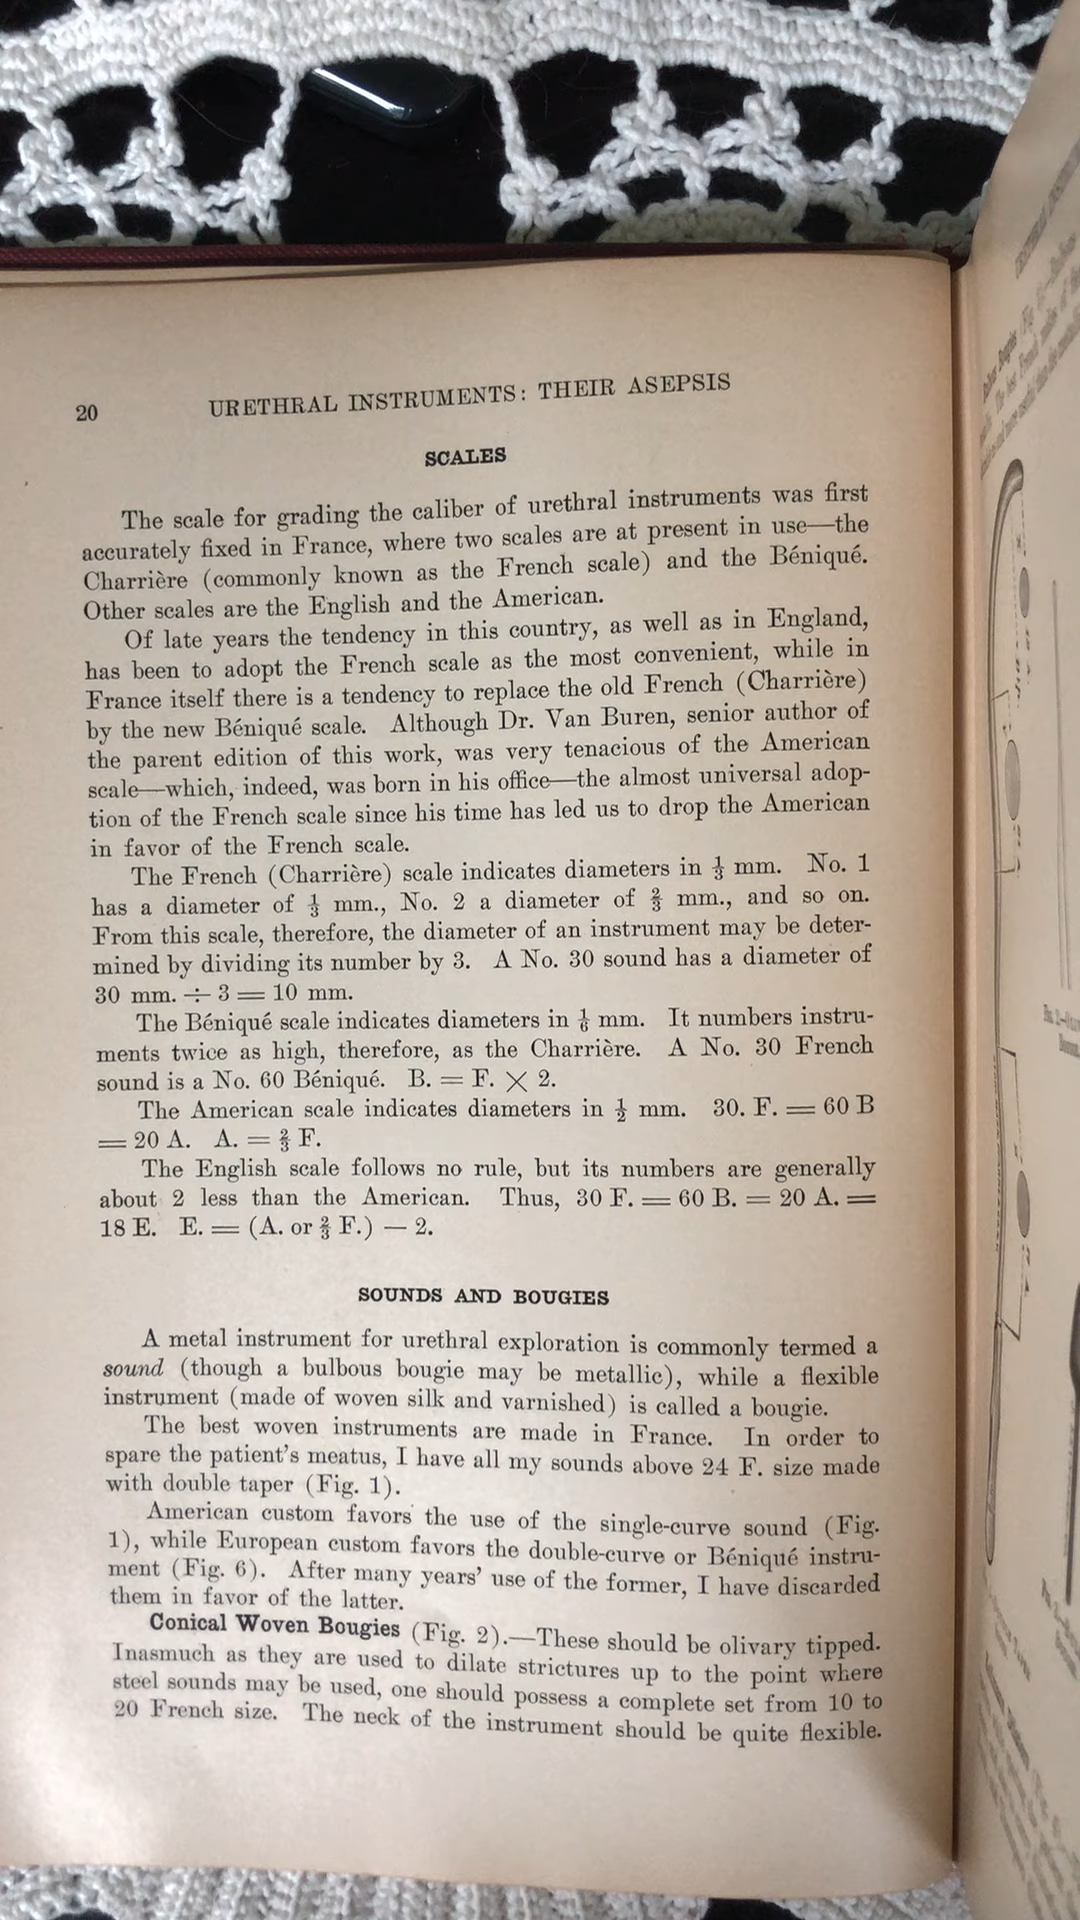 20 URETHRAL INSTRUMENTS: THEIR ASEPSIS
SCALES
The scale for grading the caliber of urethral instruments was first
accurately fixed in France, where two scales are at present in use—the
Charrière (commonly known as the French scale) and the Béniqué.
Other scales are the English and the American.
Of late years the tendency in this country, as well as in England,
has been to adopt the French scale as the most convenient, while in
France itself there is a tendency to replace the old French (Charrière)
by the new Béniqué scale. Although Dr. Van Buren, senior author of
the parent edition of this work, was very tenacious of the American
scale—which, indeed, was born in his office—the almost universal adop-
tion of the French scale since his time has led us to drop the American
in favor of the French scale.
The French (Charrière) scale indicates diameters in ⅓ mm. No. 1
has a diameter of ⅓ mm., No. 2 a diameter of ⅔ mm., and so on.
From this scale, therefore, the diameter of an instrument may be deter-
mined by dividing its number by 3. A No. 30 sound has a diameter of
30 mm. ÷ 3 = 10 mm.
The Béniqué scale indicates diameters in ⅙ mm. It numbers instru-
ments twice as high, therefore, as the Charrière. A No. 30 French
sound is a No. 60 Béniqué. B. = F. × 2.
The American scale indicates diameters in ½ mm. 30. F. = 60 B
= 20 A. A. = ⅔ F.
The English scale follows no rule, but its numbers are generally
about 2 less than the American. Thus, 30 F. = 60 B. = 20 A. =
18 E. E. = (A. or ⅔ F.) — 2.
SOUNDS AND BOUGIES
A metal instrument for urethral exploration is commonly termed a
sound (though a bulbous bougie may be metallic), while a flexible
instrument (made of woven silk and varnished) is called a bougie.
The best woven instruments are made in France. In order to
spare the patient's meatus, I have all my sounds above 24 F. size made
with double taper (Fig. 1).
American custom favors the use of the single-curve sound (Fig.
1), while European custom favors the double-curve or Béniqué instru-
ment (Fig. 6). After many years' use of the former, I have discarded
them in favor of the latter.
Conical Woven Bougies (Fig. 2).—These should be olivary tipped.
Inasmuch as they are used to dilate strictures up to the point where
steel sounds may be used, one should possess a complete set from 10 to
20 French size. The neck of the instrument should be quite flexible.